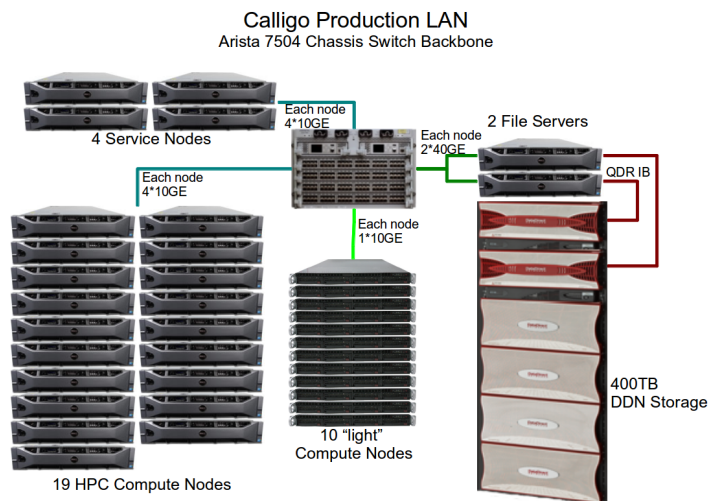 Calligo Production LAN
Arista 7504 Chassis Switch Backbone
Each node
4*10GE
4 Service Nodes
Each node
2*40GE
2 File Servers
QDR IB
Each node
4*10GE
Each node
1*10GE
400TB
DDN Storage
10 “light”
Compute Nodes
19 HPC Compute Nodes